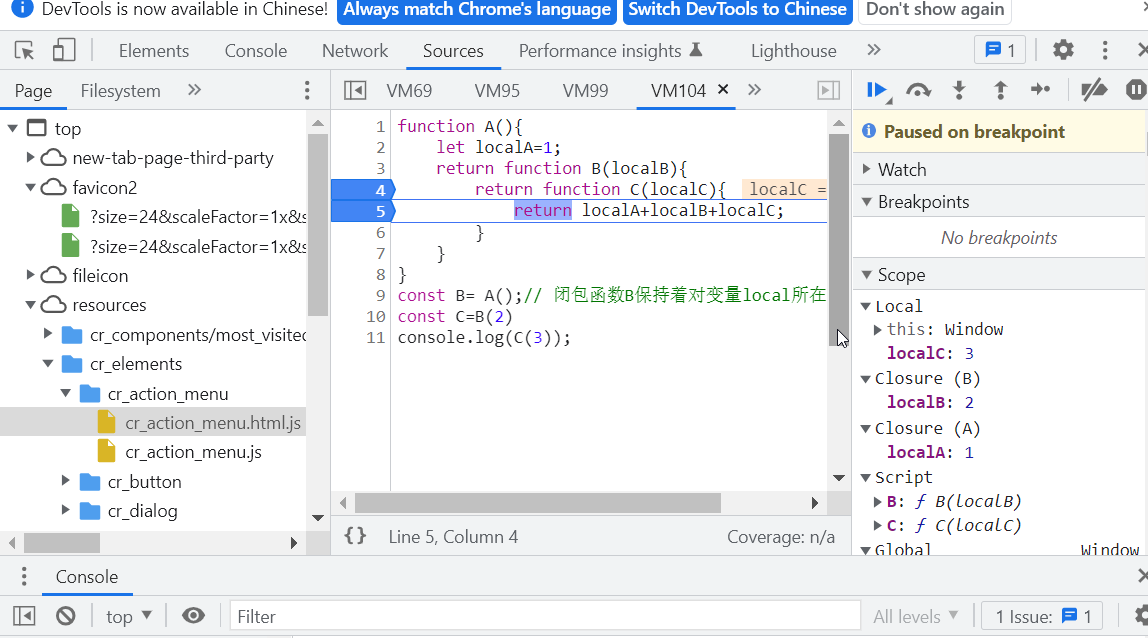 DevTools is now available in Chinese! Always match Chrome's language Switch DevTools to Chinese Don't show again
Elements Console Network Sources Performance insights Lighthouse 1
Page Filesystem
top
new-tab-page-third-party
favicon2
?size=24&scaleFactor=1x&s
?size=24&scaleFactor=1x&s
fileicon
resources
cr_components/most_visited
cr_elements
cr_action_menu
cr_action_menu.html.js
cr_action_menu.js
cr_button
cr_dialog
VM69 VM95 VM99 VM104
1 function A(){
2 let localA=1;
3 return function B(localB){
4 return function C(localC){ localC =
5 return localA+localB+localC;
6 }
7 }
8 }
9 const B= A();// 闭包函数B保持着对变量local所在
10 const C=B(2)
11 console.log(C(3));
{} Line 5, Column 4 Coverage: n/a
Paused on breakpoint
Watch
Breakpoints
No breakpoints
Scope
Local
this: Window
localC: 3
Closure (B)
localB: 2
Closure (A)
localA: 1
Script
B: ƒ B(localB)
C: ƒ C(localC)
Global Window
Console
top Filter All levels 1 Issue: 1